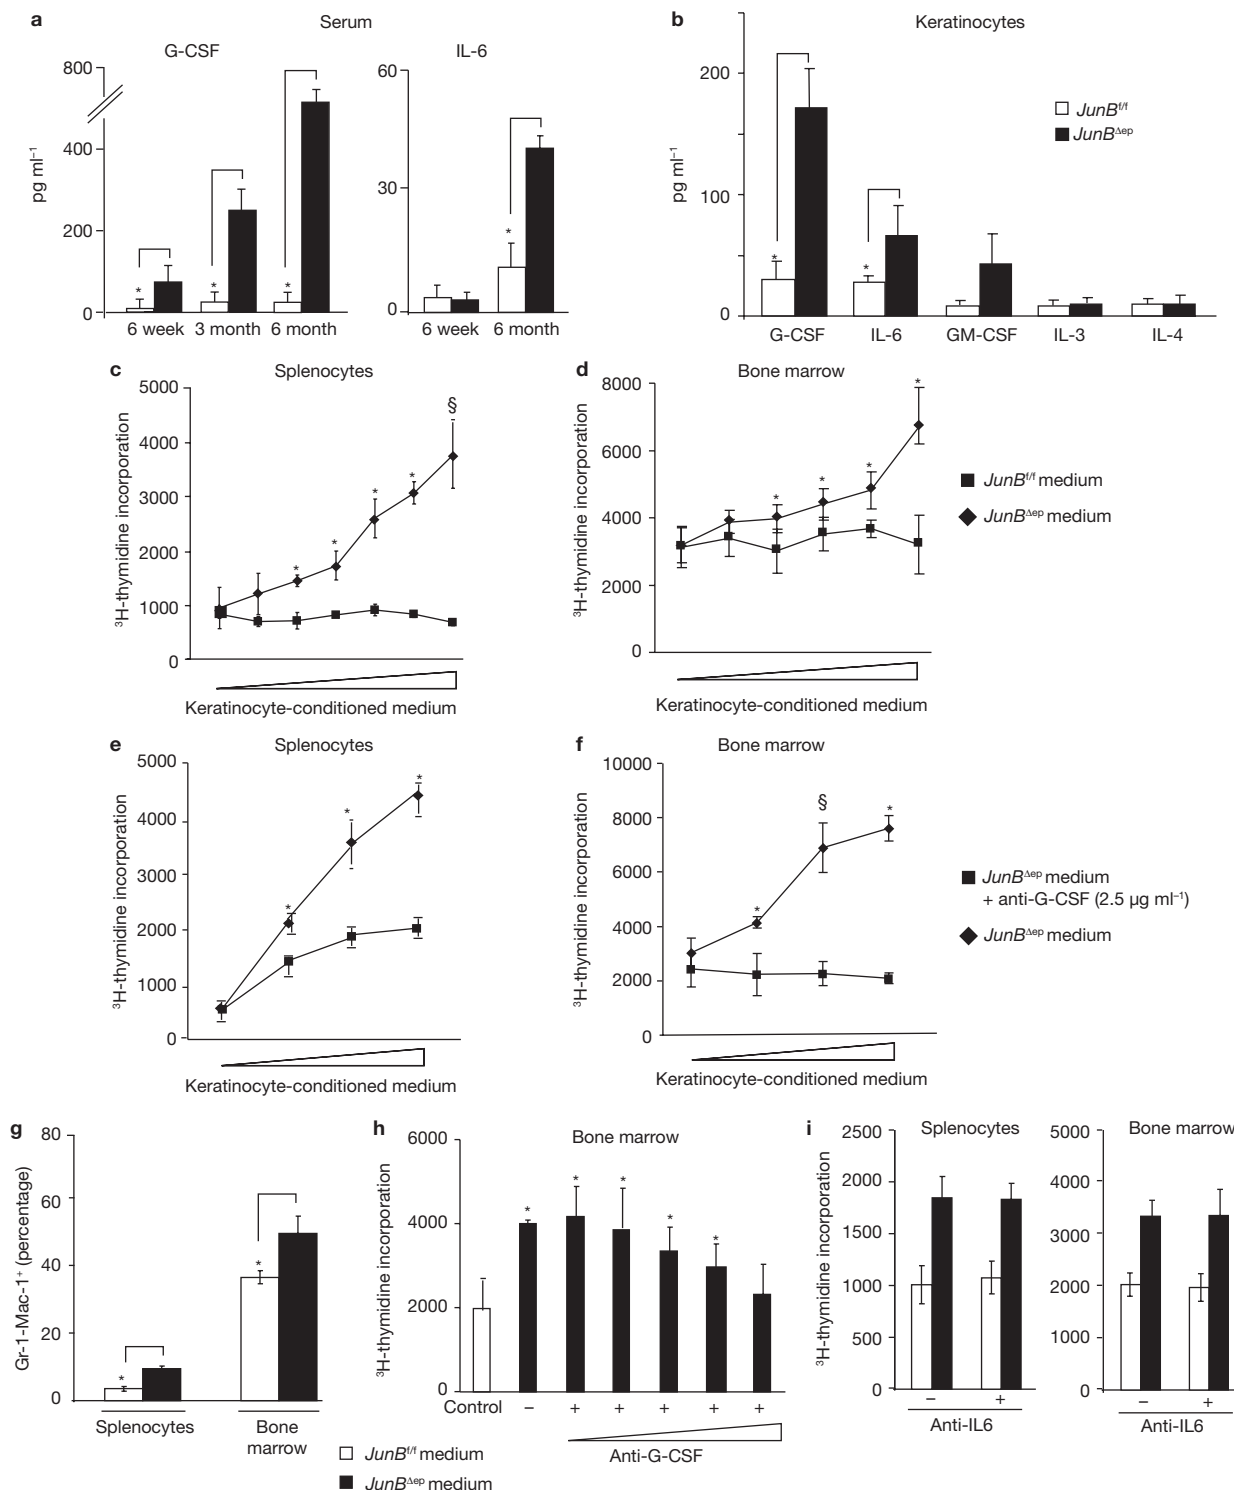 a Serum
G-CSF IL-6
pg ml⁻¹
800
400
200
0
6 week 3 month 6 month
* * *
60
30
0
6 week 6 month
*
b Keratinocytes
pg ml⁻¹
200
100
0
* *
G-CSF IL-6 GM-CSF IL-3 IL-4
JunB^f/f
JunB^Δep
c Splenocytes
³H-thymidine incorporation
5000
4000
3000
2000
1000
0
* * * * §
Keratinocyte-conditioned medium
d Bone marrow
³H-thymidine incorporation
8000
6000
4000
2000
0
* * * *
Keratinocyte-conditioned medium
JunB^f/f medium
JunB^Δep medium
e Splenocytes
³H-thymidine incorporation
5000
4000
3000
2000
1000
0
* * *
Keratinocyte-conditioned medium
f Bone marrow
³H-thymidine incorporation
10000
8000
6000
4000
2000
0
* § *
Keratinocyte-conditioned medium
JunB^Δep medium
+ anti-G-CSF (2.5 µg ml⁻¹)
JunB^Δep medium
g
Gr-1-Mac-1⁺ (percentage)
80
60
40
20
0
* *
Splenocytes Bone
marrow
JunB^f/f medium
JunB^Δep medium
h Bone marrow
³H-thymidine incorporation
6000
4000
2000
0
* * * * *
Control – + + + + +
Anti-G-CSF
i Splenocytes Bone marrow
³H-thymidine incorporation
2500
2000
1500
1000
500
0
– +
Anti-IL6
5000
4000
3000
2000
1000
0
– +
Anti-IL6